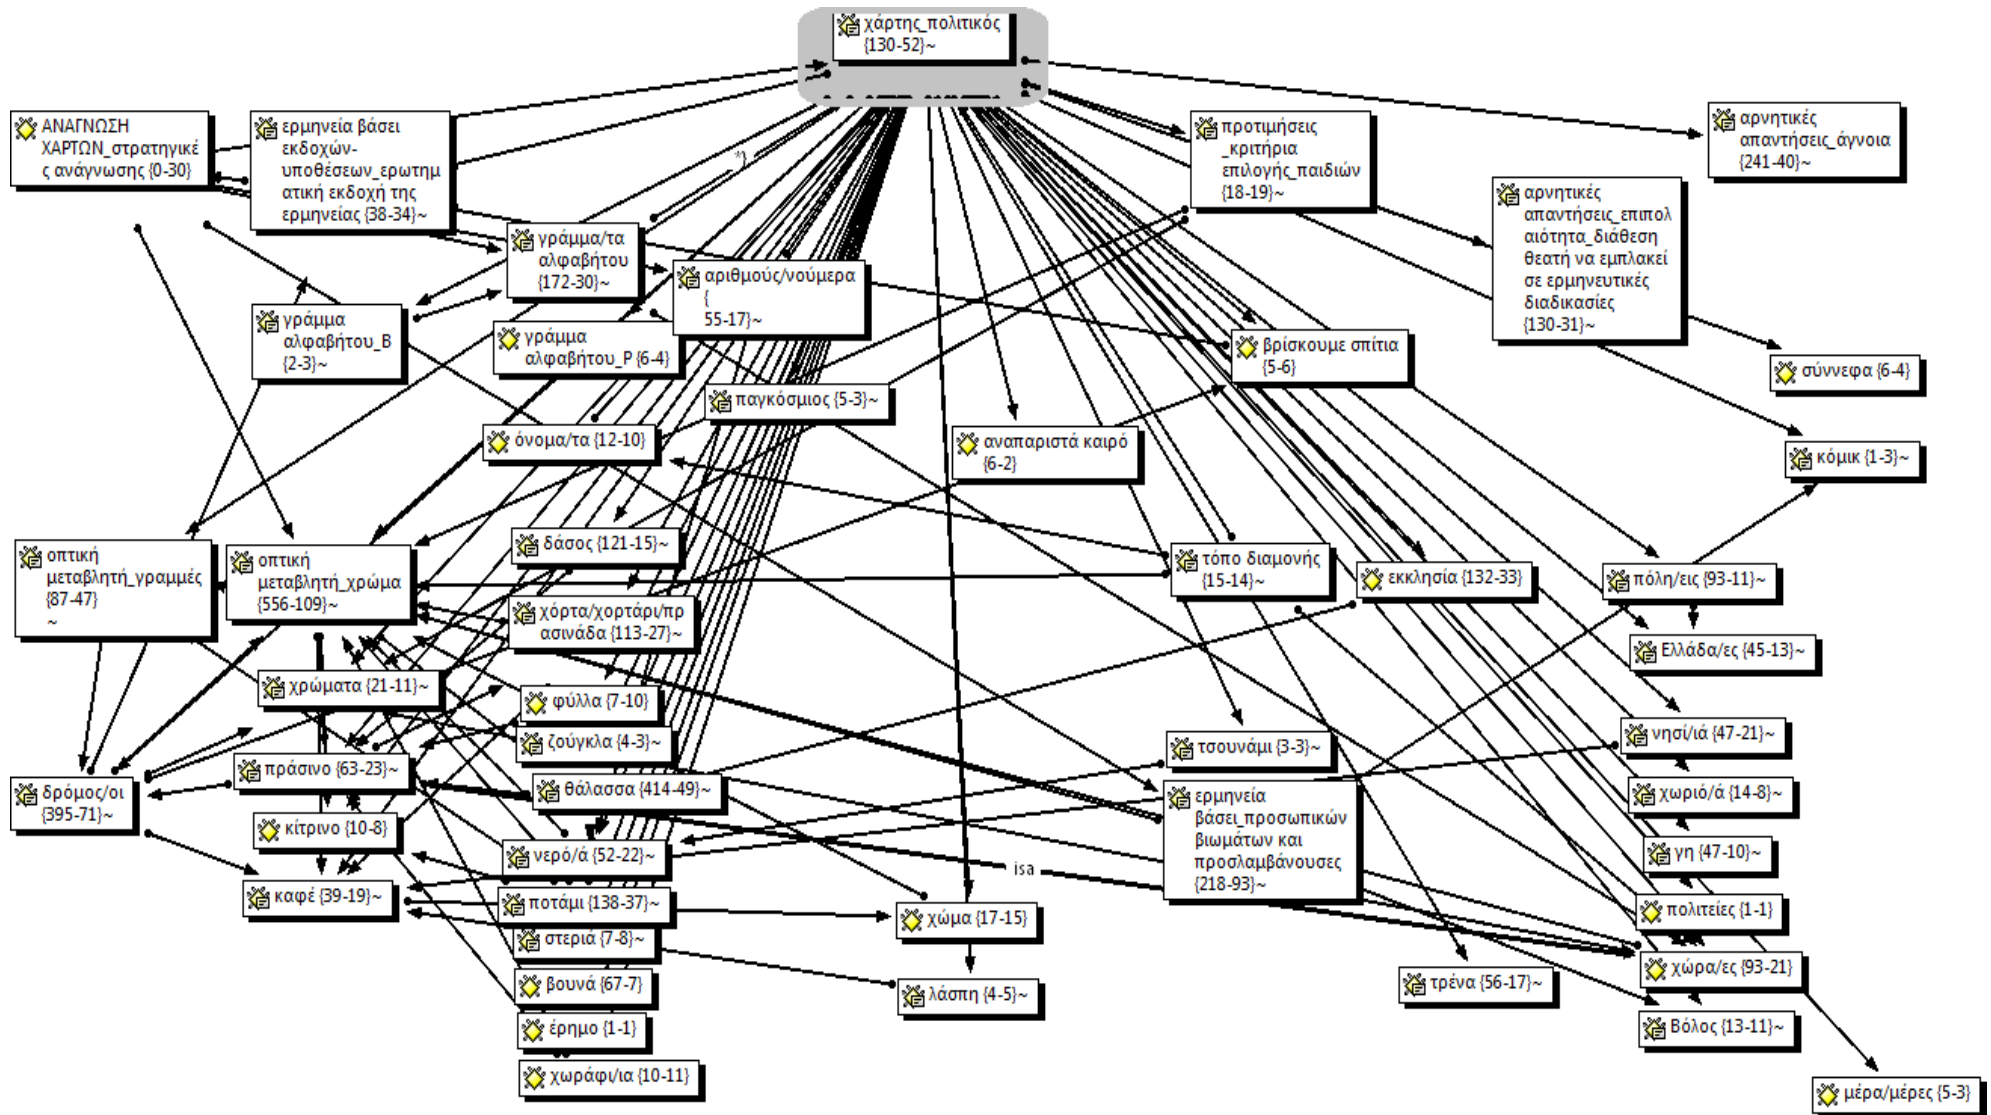 χάρτης_πολιτικός
{130-52}~
ΑΝΑΓΝΩΣΗ
ΧΑΡΤΩΝ_στρατηγικέ
ς ανάγνωσης {0-30}
ερμηνεία βάσει
εκδοχών-
υποθέσεων_ερωτημ
ατική εκδοχή της
ερμηνείας {38-34}~
προτιμήσεις
_κριτήρια
επιλογής_παιδιών
{18-19}~
αρνητικές
απαντήσεις_άγνοια
{241-40}~
αρνητικές
απαντήσεις_επιπολ
αιότητα_διάθεση
θεατή να εμπλακεί
σε ερμηνευτικές
διαδικασίες
{130-31}~
*}
γράμμα/τα
αλφαβήτου
{172-30}~
αριθμούς/νούμερα
{
55-17}~
γράμμα
αλφαβήτου_Β
{2-3}~
γράμμα
αλφαβήτου_Ρ {6-4}
βρίσκουμε σπίτια
{5-6}
σύννεφα {6-4}
παγκόσμιος {5-3}~
όνομα/τα {12-10}
αναπαριστά καιρό
{6-2}
κόμικ {1-3}~
οπτική
μεταβλητή_γραμμές
{87-47}
~
οπτική
μεταβλητή_χρώμα
{556-109}~
δάσος {121-15}~
τόπο διαμονής
{15-14}~
εκκλησία {132-33}
πόλη/εις {93-11}~
χόρτα/χορτάρι/πρ
ασινάδα {113-27}~
Ελλάδα/ες {45-13}~
χρώματα {21-11}~
φύλλα {7-10}
ζούγκλα {4-3}~
τσουνάμι {3-3}~
νησί/ιά {47-21}~
πράσινο {63-23}~
δρόμος/οι
{395-71}~
θάλασσα {414-49}~
ερμηνεία
βάσει_προσωπικών
βιωμάτων και
προσλαμβάνουσες
{218-93}~
χωριό/ά {14-8}~
κίτρινο {10-8}
νερό/ά {52-22}~
γη {47-10}~
isa
καφέ {39-19}~
ποτάμι {138-37}~
χώμα {17-15}
πολιτείες {1-1}
στεριά {7-8}~
χώρα/ες {93-21}
βουνά {67-7}
λάσπη {4-5}~
τρένα {56-17}~
έρημο {1-1}
Βόλος {13-11}~
χωράφι/ια {10-11}
μέρα/μέρες {5-3}